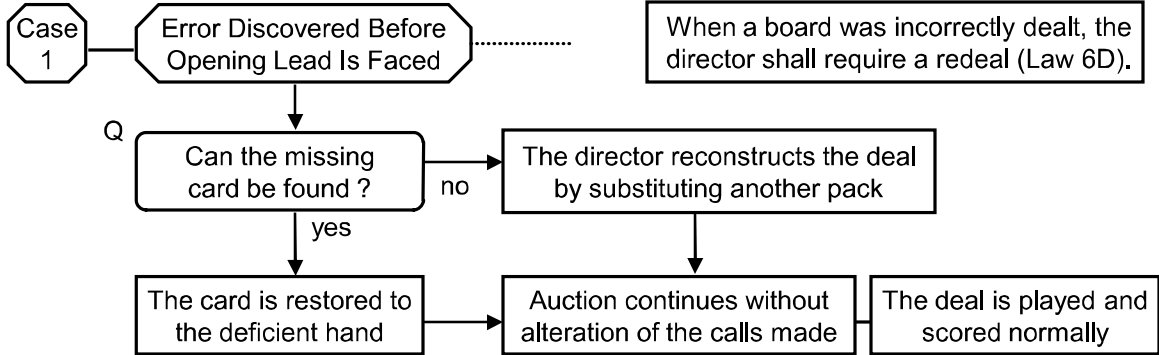 Case
1
Error Discovered Before
Opening Lead Is Faced
When a board was incorrectly dealt, the
director shall require a redeal (Law 6D).
Q
Can the missing
card be found ?
no
The director reconstructs the deal
by substituting another pack
yes
The card is restored to
the deficient hand
Auction continues without
alteration of the calls made
The deal is played and
scored normally